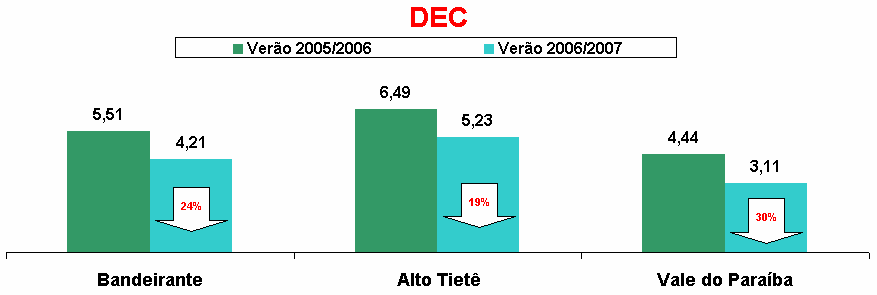 DEC
Verão 2005/2006 Verão 2006/2007
5,51 4,21 6,49 5,23 4,44 3,11
24% 19% 30%
Bandeirante Alto Tietê Vale do Paraíba